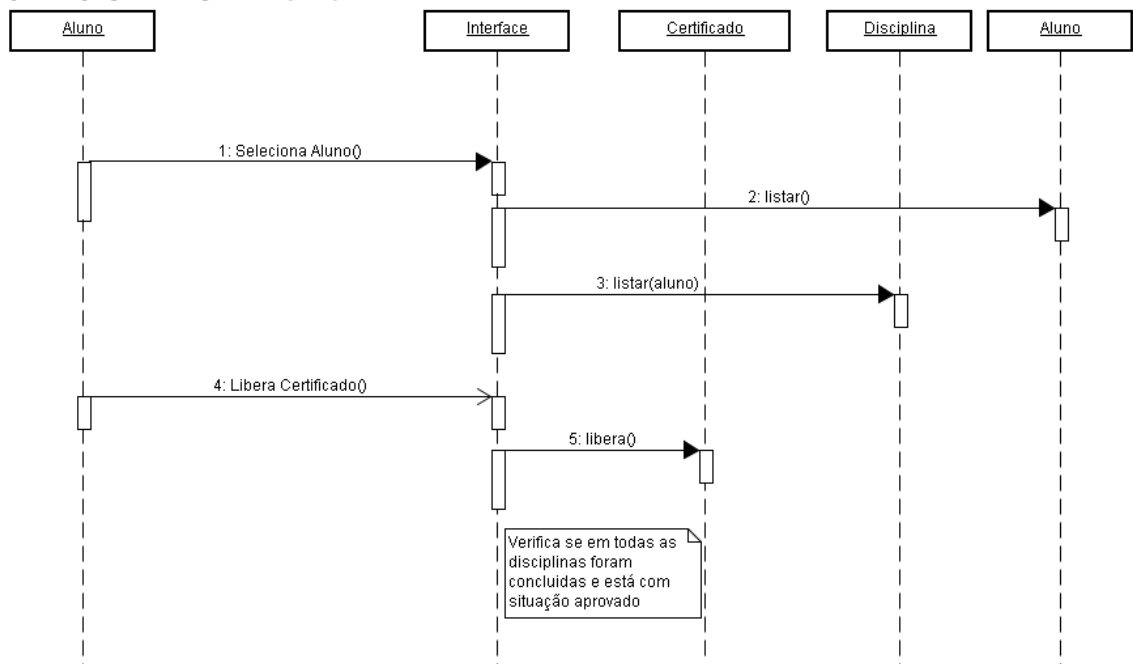 Aluno
Interface
Certificado
Disciplina
Aluno
1: Seleciona Aluno()
2: listar()
3: listar(aluno)
4: Libera Certificado()
5: libera()
Verifica se em todas as
disciplinas foram
concluidas e está com
situação aprovado